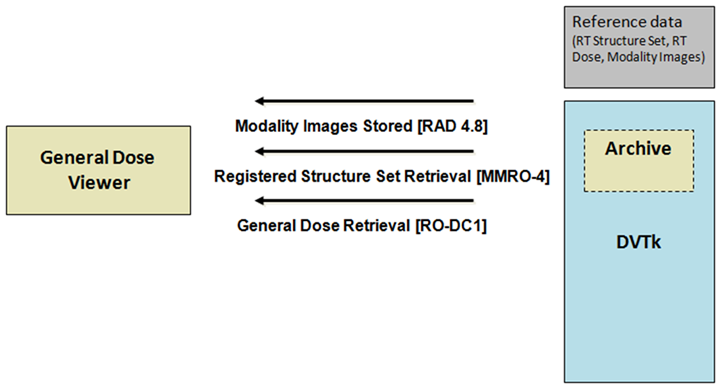 Reference data
(RT Structure Set, RT
Dose, Modality Images)
Modality Images Stored [RAD 4.8]
General Dose
Viewer
Archive
Registered Structure Set Retrieval [MMRO-4]
General Dose Retrieval [RO-DC1]
DVTk